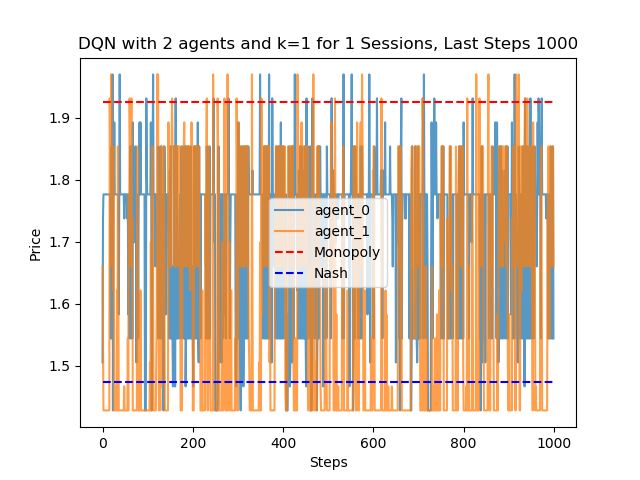 DQN with 2 agents and k=1 for 1 Sessions, Last Steps 1000
Price
1.9
1.8
1.7
1.6
1.5
agent_0
agent_1
Monopoly
Nash
0 200 400 600 800 1000
Steps